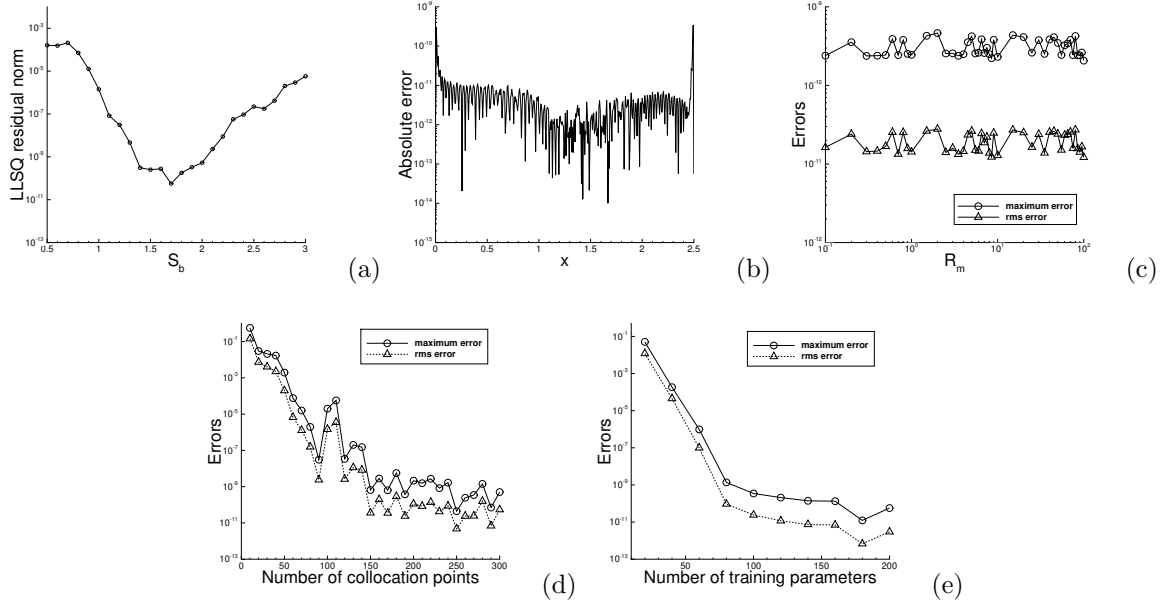 LLSQ residual norm
10^-3
10^-5
10^-7
10^-9
10^-11
10^-13
0.5 1 1.5 2 2.5 3
S_b
(a)
Absolute error
10^-9
10^-10
10^-11
10^-12
10^-13
10^-14
10^-15
0 0.5 1 1.5 2 2.5
x
(b)
Errors
10^-9
10^-10
10^-11
10^-12
10^-1 10^0 10^1 10^2
maximum error
rms error
R_m
(c)
Errors
10^-1
10^-3
10^-5
10^-7
10^-9
10^-11
10^-13
0 50 100 150 200 250 300
maximum error
rms error
Number of collocation points
(d)
Errors
10^-1
10^-3
10^-5
10^-7
10^-9
10^-11
10^-13
50 100 150 200
maximum error
rms error
Number of training parameters
(e)